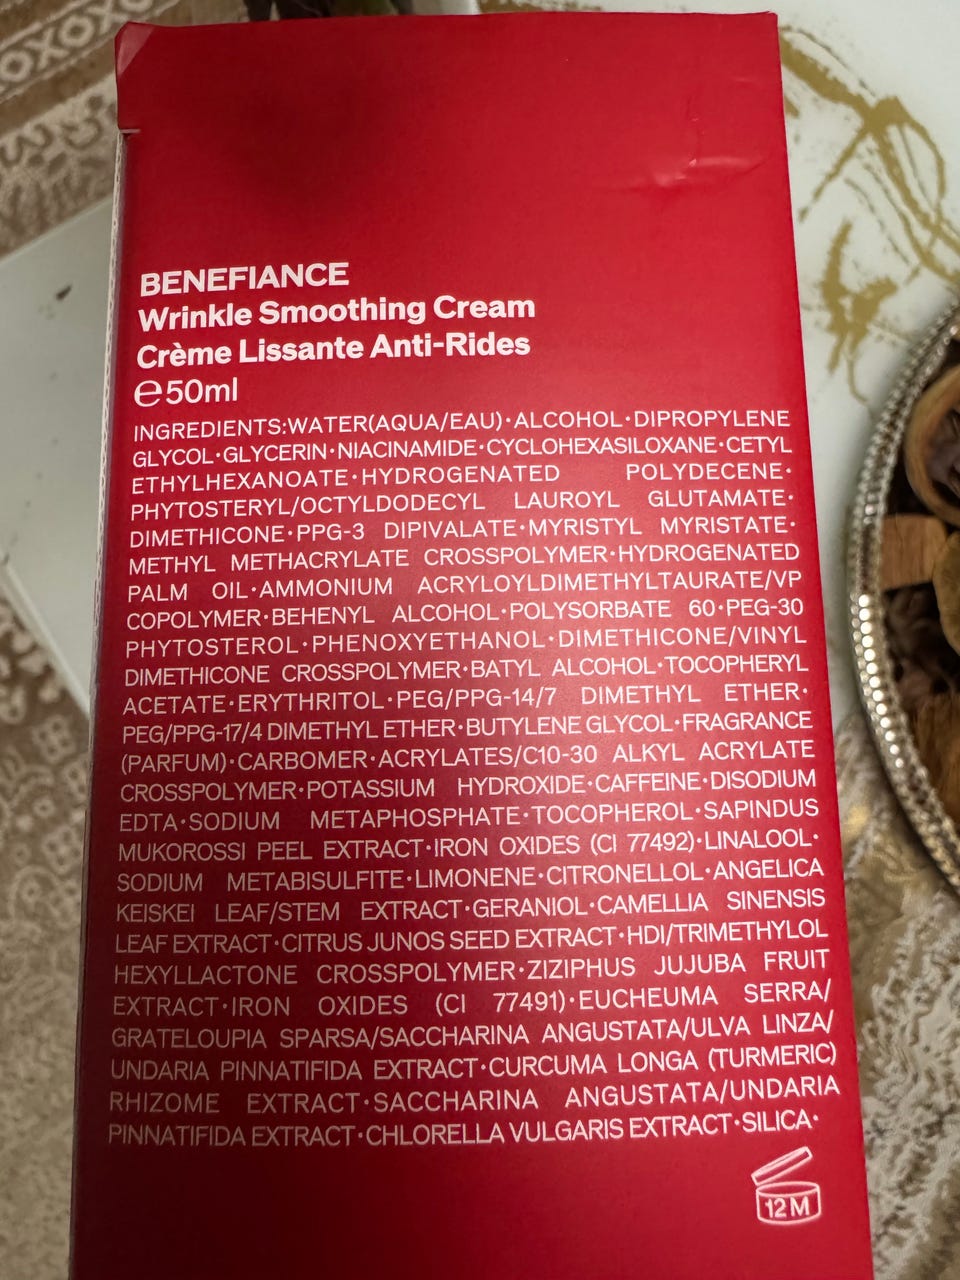 BENEFIANCE
Wrinkle Smoothing Cream
Crème Lissante Anti-Rides
℮50ml
INGREDIENTS:WATER(AQUA/EAU)·ALCOHOL·DIPROPYLENE
GLYCOL·GLYCERIN·NIACINAMIDE·CYCLOHEXASILOXANE·CETYL
ETHYLHEXANOATE·HYDROGENATED POLYDECENE·
PHYTOSTERYL/OCTYLDODECYL LAUROYL GLUTAMATE·
DIMETHICONE·PPG-3 DIPIVALATE·MYRISTYL MYRISTATE·
METHYL METHACRYLATE CROSSPOLYMER·HYDROGENATED
PALM OIL·AMMONIUM ACRYLOYLDIMETHYLTAURATE/VP
COPOLYMER·BEHENYL ALCOHOL·POLYSORBATE 60·PEG-30
PHYTOSTEROL·PHENOXYETHANOL·DIMETHICONE/VINYL
DIMETHICONE CROSSPOLYMER·BATYL ALCOHOL·TOCOPHERYL
ACETATE·ERYTHRITOL·PEG/PPG-14/7 DIMETHYL ETHER·
PEG/PPG-17/4 DIMETHYL ETHER·BUTYLENE GLYCOL·FRAGRANCE
(PARFUM)·CARBOMER·ACRYLATES/C10-30 ALKYL ACRYLATE
CROSSPOLYMER·POTASSIUM HYDROXIDE·CAFFEINE·DISODIUM
EDTA·SODIUM METAPHOSPHATE·TOCOPHEROL·SAPINDUS
MUKOROSSI PEEL EXTRACT·IRON OXIDES (CI 77492)·LINALOOL·
SODIUM METABISULFITE·LIMONENE·CITRONELLOL·ANGELICA
KEISKEI LEAF/STEM EXTRACT·GERANIOL·CAMELLIA SINENSIS
LEAF EXTRACT·CITRUS JUNOS SEED EXTRACT·HDI/TRIMETHYLOL
HEXYLLACTONE CROSSPOLYMER·ZIZIPHUS JUJUBA FRUIT
EXTRACT·IRON OXIDES (CI 77491)·EUCHEUMA SERRA/
GRATELOUPIA SPARSA/SACCHARINA ANGUSTATA/ULVA LINZA/
UNDARIA PINNATIFIDA EXTRACT·CURCUMA LONGA (TURMERIC)
RHIZOME EXTRACT·SACCHARINA ANGUSTATA/UNDARIA
PINNATIFIDA EXTRACT·CHLORELLA VULGARIS EXTRACT·SILICA·
12M